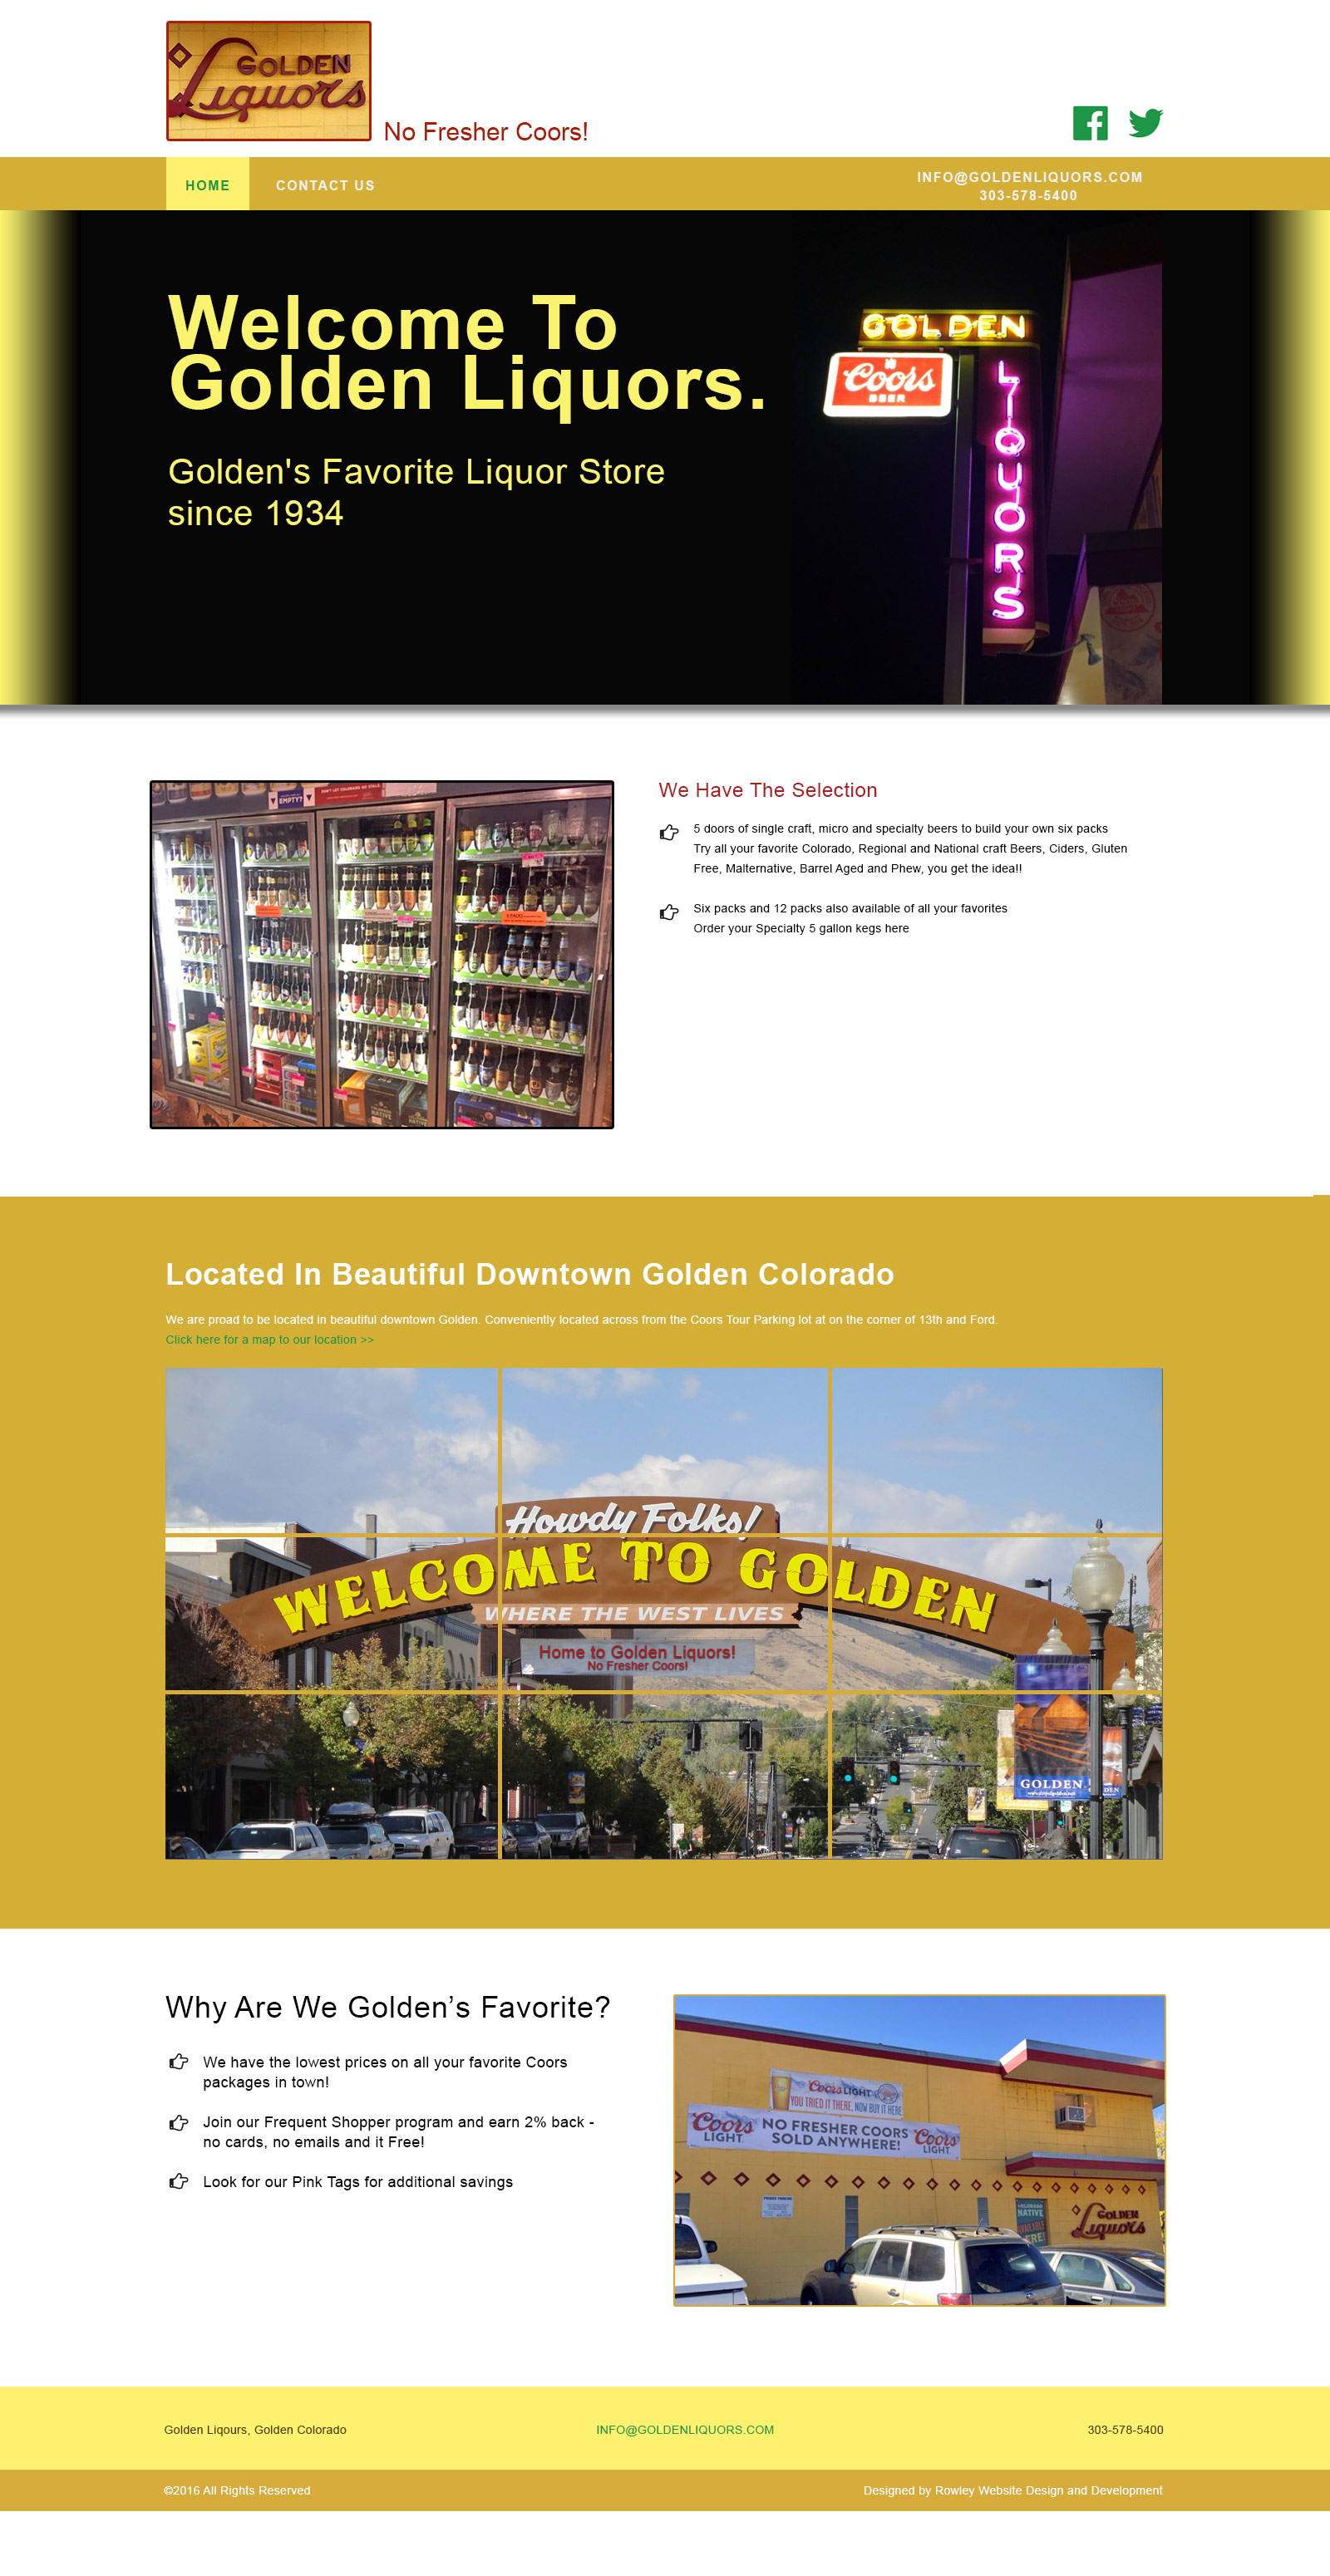 GOLDEN
Liquors
No Fresher Coors!
HOME
CONTACT US
INFO@GOLDENLIQUORS.COM
303-578-5400
Welcome To
Golden Liquors.
Golden's Favorite Liquor Store
since 1934
GOLDEN
Coors
BEER
LIQUORS
We Have The Selection
5 doors of single craft, micro and specialty beers to build your own six packs
Try all your favorite Colorado, Regional and National craft Beers, Ciders, Gluten
Free, Malternative, Barrel Aged and Phew, you get the idea!!
Six packs and 12 packs also available of all your favorites
Order your Specialty 5 gallon kegs here
EMPTY?
NATIVE
Located In Beautiful Downtown Golden Colorado
We are proad to be located in beautiful downtown Golden. Conveniently located across from the Coors Tour Parking lot at on the corner of 13th and Ford.
Click here for a map to our location >>
Howdy Folks!
WELCOME TO GOLDEN
WHERE THE WEST LIVES
Home to Golden Liquors!
No Fresher Coors!
GOLDEN
Why Are We Golden’s Favorite?
We have the lowest prices on all your favorite Coors
packages in town!
Join our Frequent Shopper program and earn 2% back -
no cards, no emails and it Free!
Look for our Pink Tags for additional savings
Coors LIGHT
YOU TRIED IT THERE, NOW BUY IT HERE
Coors LIGHT
NO FRESHER COORS
SOLD ANYWHERE!
Coors LIGHT
NATIVE
AVAILABLE
GOLDEN
Liquors
Golden Liqours, Golden Colorado
INFO@GOLDENLIQUORS.COM
303-578-5400
©2016 All Rights Reserved
Designed by Rowley Website Design and Development